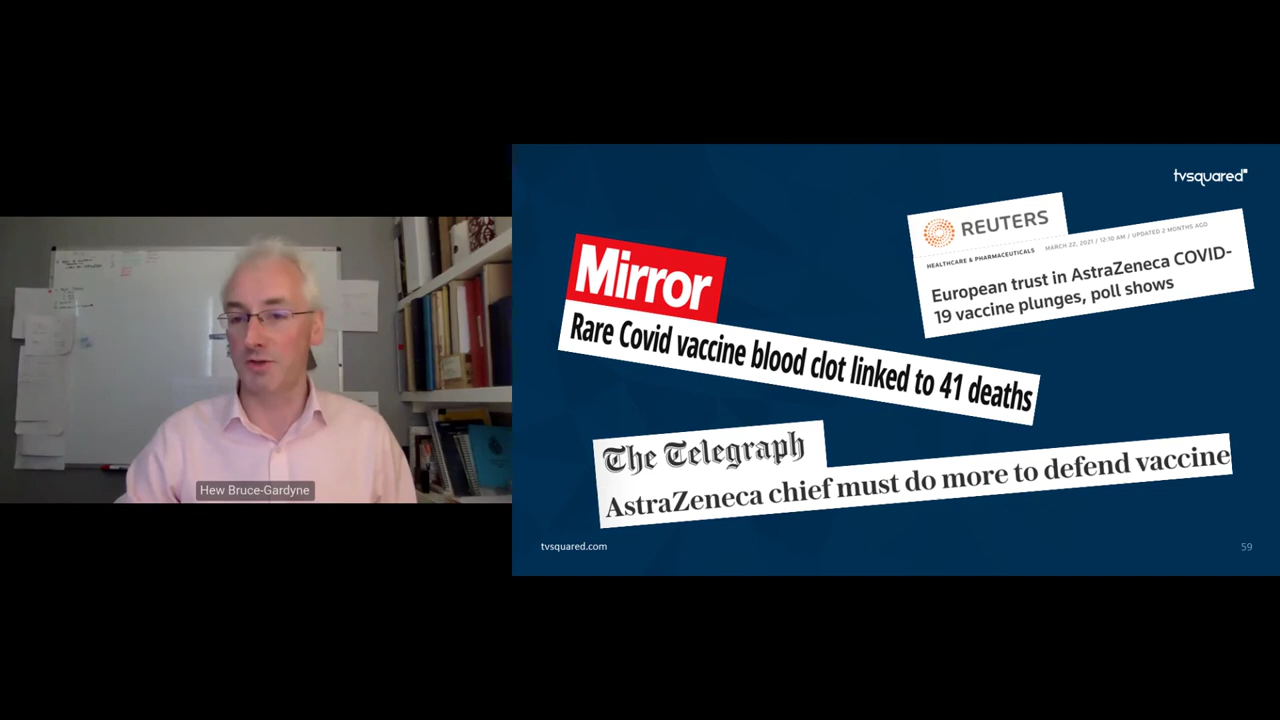 Hew Bruce-Gardyne
tvsquared
REUTERS
HEALTHCARE & PHARMACEUTICALS MARCH 22, 2021 / 12:10 AM / UPDATED 2 MONTHS AGO
European trust in AstraZeneca COVID-
19 vaccine plunges, poll shows
Mirror
Rare Covid vaccine blood clot linked to 41 deaths
The Telegraph
AstraZeneca chief must do more to defend vaccine
tvsquared.com
59